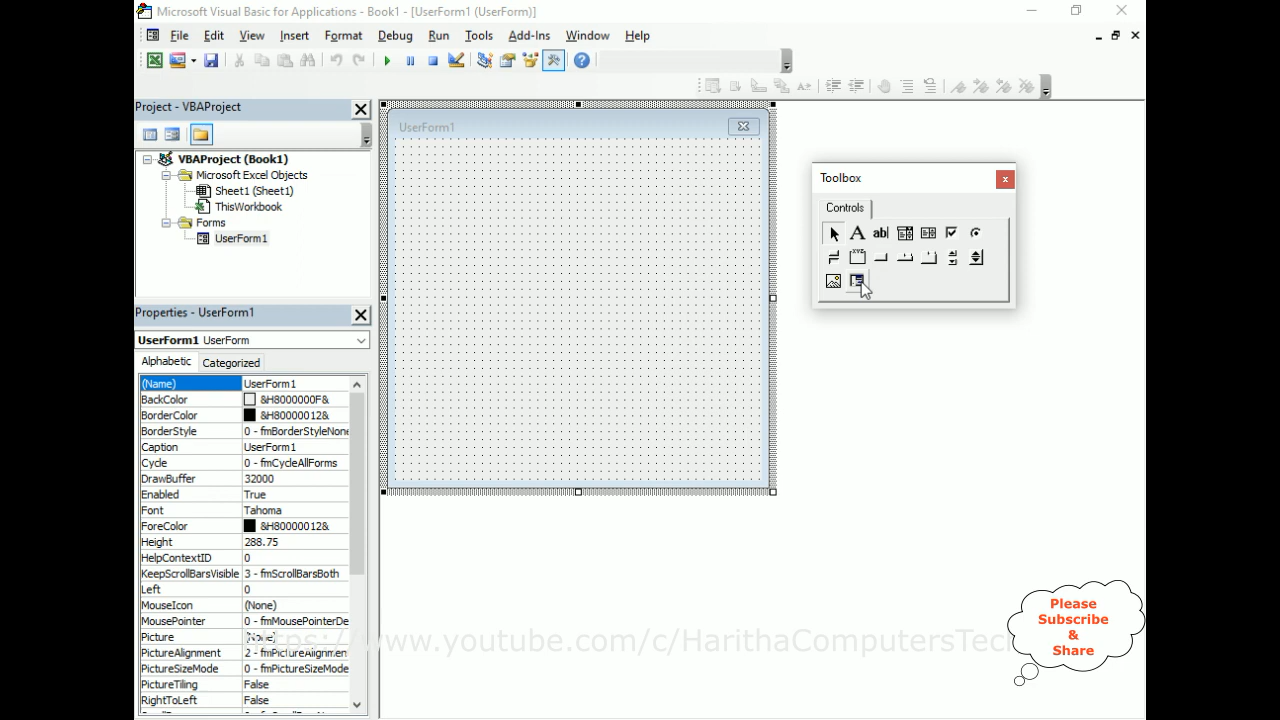 Microsoft Visual Basic for Applications - Book1 - [UserForm1 (UserForm)]
File Edit View Insert Format Debug Run Tools Add-Ins Window Help
Project - VBAProject
VBAProject (Book1)
Microsoft Excel Objects
Sheet1 (Sheet1)
ThisWorkbook
Forms
UserForm1
Properties - UserForm1
UserForm1 UserForm
Alphabetic Categorized
(Name) UserForm1
BackColor &H8000000F&
BorderColor &H80000012&
BorderStyle 0 - fmBorderStyleNone
Caption UserForm1
Cycle 0 - fmCycleAllForms
DrawBuffer 32000
Enabled True
Font Tahoma
ForeColor &H80000012&
Height 288.75
HelpContextID 0
KeepScrollBarsVisible 3 - fmScrollBarsBoth
Left 0
MouseIcon (None)
MousePointer 0 - fmMousePointerDe
Picture (None)
PictureAlignment 2 - fmPictureAlignment
PictureSizeMode 0 - fmPictureSizeMode
PictureTiling False
RightToLeft False
UserForm1
Toolbox
Controls
A ab|
XYZ
https://www.youtube.com/c/HarithaComputersTech
Please
Subscribe
&
Share